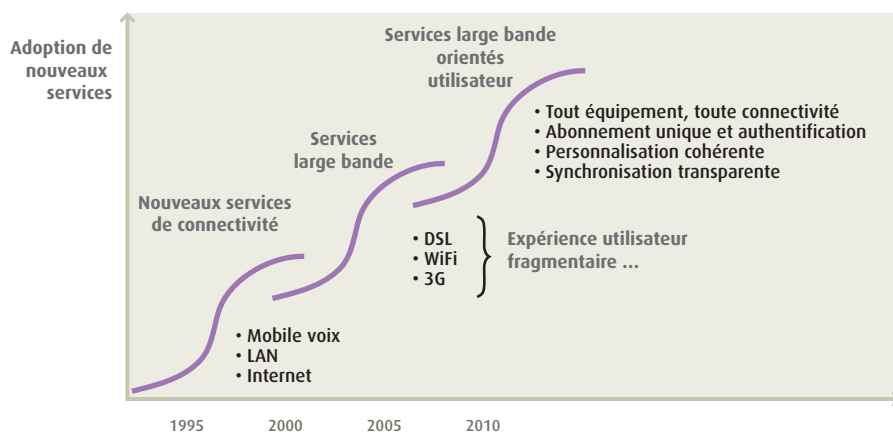 Adoption de
nouveaux
services
Services large bande
orientés
utilisateur
• Tout équipement, toute connectivité
• Abonnement unique et authentification
• Personnalisation cohérente
• Synchronisation transparente
Services
large bande
Nouveaux services
de connectivité
• DSL
• WiFi
• 3G
Expérience utilisateur
fragmentaire ...
• Mobile voix
• LAN
• Internet
1995 2000 2005 2010